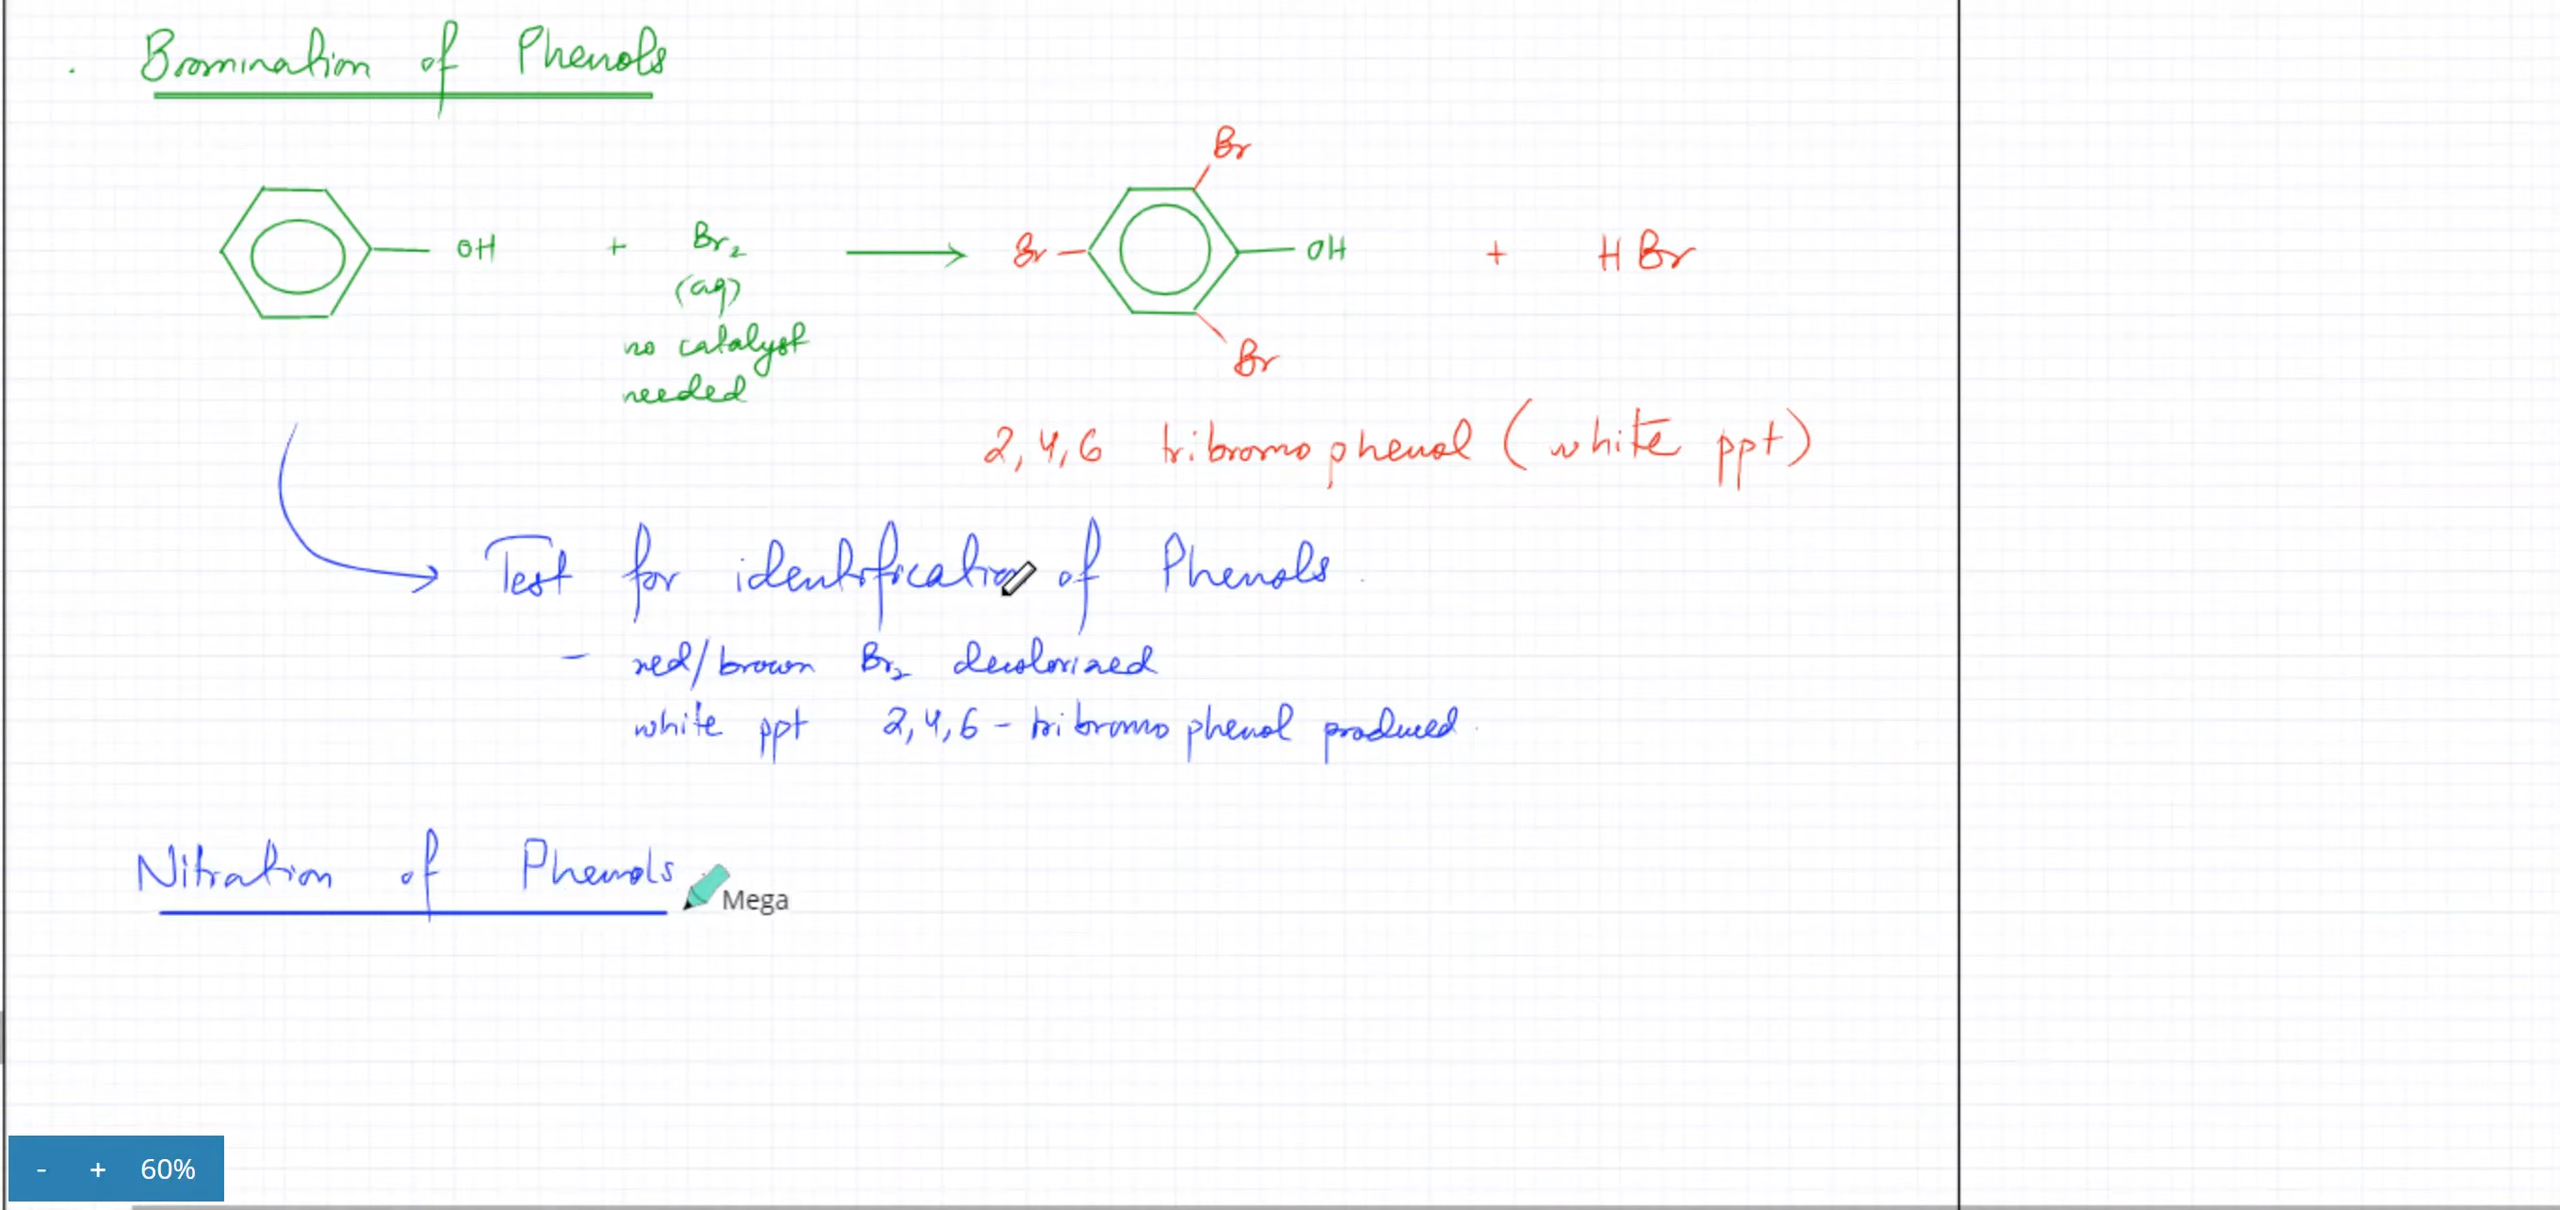 Bromination of Phenols
Br
OH + Br₂ → Br OH + HBr
(aq)
no catalyst
needed
Br
2,4,6 tribromophenol (white ppt)
Test for identification of Phenols.
- red/brown Br₂ decolorized
white ppt 2,4,6-tribromophenol produced.
Nitration of Phenols
Mega
- + 60%